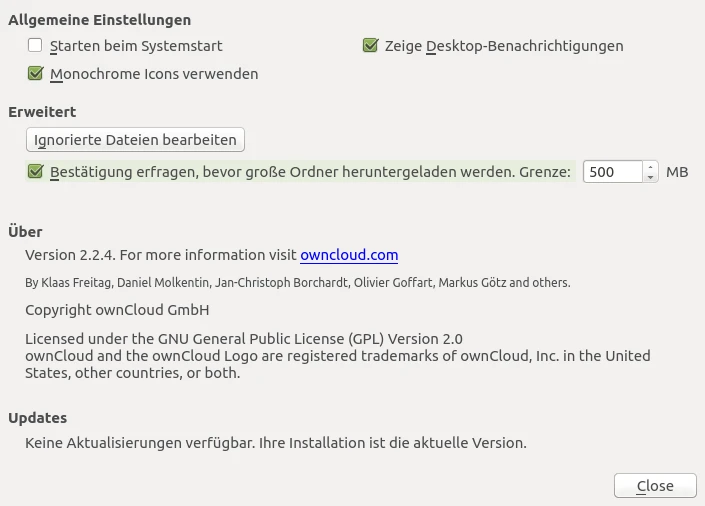 Allgemeine Einstellungen
Starten beim Systemstart
Zeige Desktop-Benachrichtigungen
Monochrome Icons verwenden
Erweitert
Ignorierte Dateien bearbeiten
Bestätigung erfragen, bevor große Ordner heruntergeladen werden. Grenze: 500 MB
Über
Version 2.2.4. For more information visit owncloud.com
By Klaas Freitag, Daniel Molkentin, Jan-Christoph Borchardt, Olivier Goffart, Markus Götz and others.
Copyright ownCloud GmbH
Licensed under the GNU General Public License (GPL) Version 2.0
ownCloud and the ownCloud Logo are registered trademarks of ownCloud, Inc. in the United
States, other countries, or both.
Updates
Keine Aktualisierungen verfügbar. Ihre Installation ist die aktuelle Version.
Close